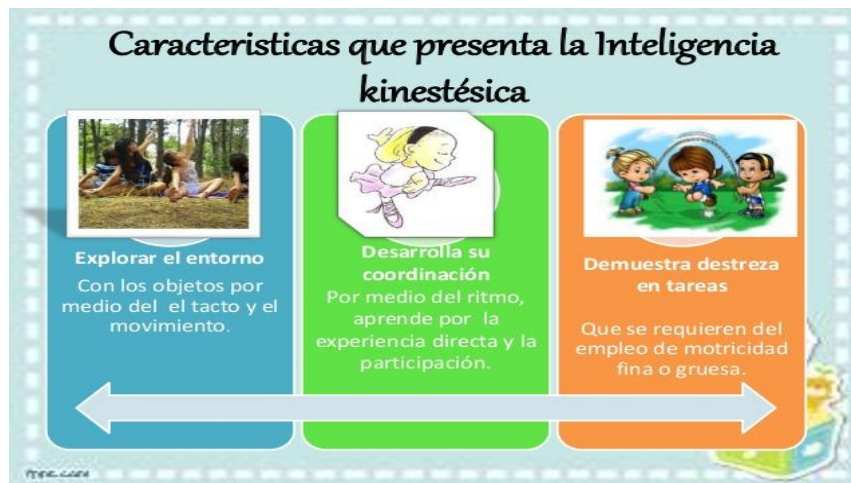 Caracteristicas que presenta la Inteligencia
kinestésica
Explorar el entorno
Con los objetos por
medio del el tacto y el
movimiento.
Desarrolla su
coordinación
Por medio del ritmo,
aprende por la
experiencia directa y la
participación.
Demuestra destreza
en tareas
Que se requieren del
empleo de motricidad
fina o gruesa.